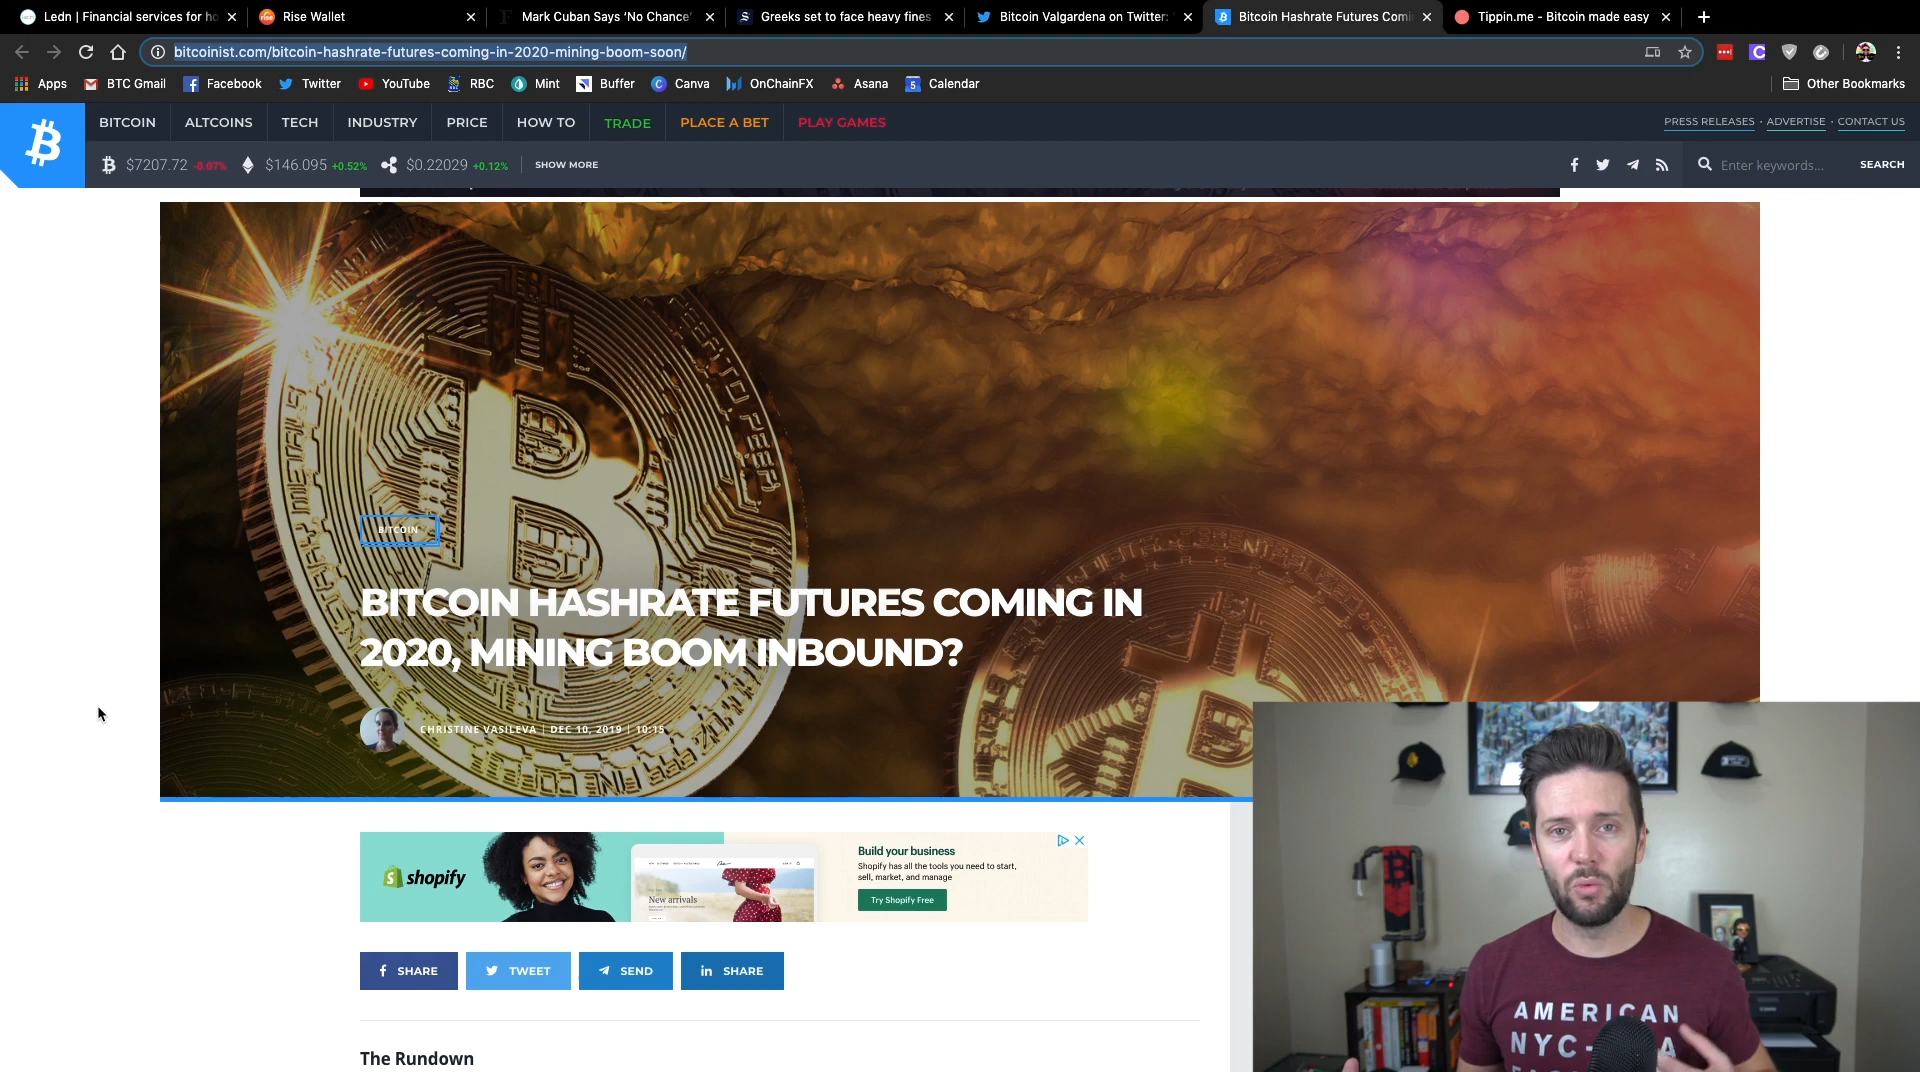 Ledn | Financial services for ho
Rise Wallet
Mark Cuban Says 'No Chance'
Greeks set to face heavy fines
Bitcoin Valgardena on Twitter:
Bitcoin Hashrate Futures Comi
Tippin.me - Bitcoin made easy
bitcoinist.com/bitcoin-hashrate-futures-coming-in-2020-mining-boom-soon/
Apps
BTC Gmail
Facebook
Twitter
YouTube
RBC
Mint
Buffer
Canva
OnChainFX
Asana
Calendar
Other Bookmarks
BITCOIN
ALTCOINS
TECH
INDUSTRY
PRICE
HOW TO
TRADE
PLACE A BET
PLAY GAMES
PRESS RELEASES · ADVERTISE · CONTACT US
$7207.72 -0.07%
$146.095 +0.52%
$0.22029 +0.12%
SHOW MORE
Enter keywords...
SEARCH
BITCOIN
BITCOIN HASHRATE FUTURES COMING IN
2020, MINING BOOM INBOUND?
CHRISTINE VASILEVA | DEC 10, 2019 | 10:15
shopify
New arrivals
Build your business
Shopify has all the tools you need to start,
sell, market, and manage
Try Shopify Free
SHARE
TWEET
SEND
SHARE
The Rundown
AMERICAN
NYC-